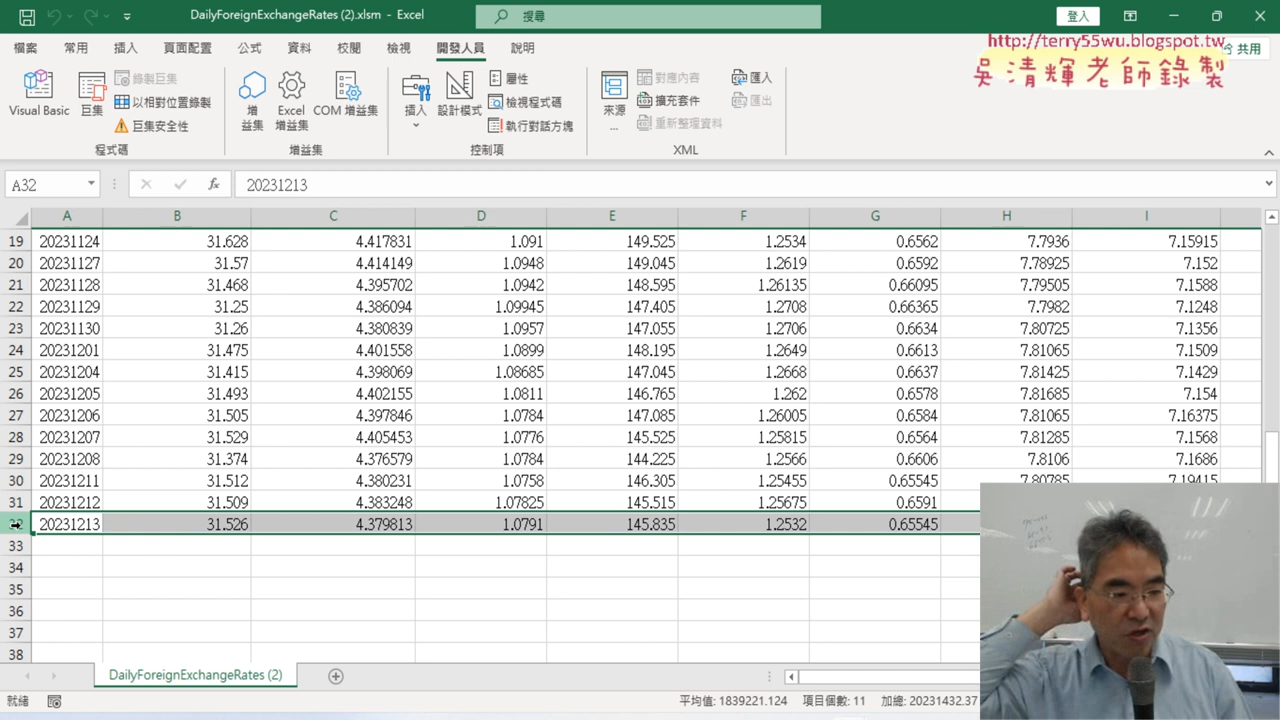 DailyForeignExchangeRates (2).xlsm - Excel
搜尋
登入
檔案 常用 插入 頁面配置 公式 資料 校閱 檢視 開發人員 說明
共用
http://terry55wu.blogspot.tw
吳清輝老師錄製
Visual Basic
巨集
錄製巨集
以相對位置錄製
巨集安全性
程式碼
增益集
Excel 增益集
COM 增益集
增益集
插入
設計模式
屬性
檢視程式碼
執行對話方塊
控制項
來源
...
對應內容
擴充套件
重新整理資料
匯入
匯出
XML
A32
fx
20231213
A B C D E F G H I
19 20231124 31.628 4.417831 1.091 149.525 1.2534 0.6562 7.7936 7.15915
20 20231127 31.57 4.414149 1.0948 149.045 1.2619 0.6592 7.78925 7.152
21 20231128 31.468 4.395702 1.0942 148.595 1.26135 0.66095 7.79505 7.1588
22 20231129 31.25 4.386094 1.09945 147.405 1.2708 0.66365 7.7982 7.1248
23 20231130 31.26 4.380839 1.0957 147.055 1.2706 0.6634 7.80725 7.1356
24 20231201 31.475 4.401558 1.0899 148.195 1.2649 0.6613 7.81065 7.1509
25 20231204 31.415 4.398069 1.08685 147.045 1.2668 0.6637 7.81425 7.1429
26 20231205 31.493 4.402155 1.0811 146.765 1.262 0.6578 7.81685 7.154
27 20231206 31.505 4.397846 1.0784 147.085 1.26005 0.6584 7.81065 7.16375
28 20231207 31.529 4.405453 1.0776 145.525 1.25815 0.6564 7.81285 7.1568
29 20231208 31.374 4.376579 1.0784 144.225 1.2566 0.6606 7.8106 7.1686
30 20231211 31.512 4.380231 1.0758 146.305 1.25455 0.65545 7.80785 7.19415
31 20231212 31.509 4.383248 1.07825 145.515 1.25675 0.6591
20231213 31.526 4.379813 1.0791 145.835 1.2532 0.65545
33
34
35
36
37
38
DailyForeignExchangeRates (2)
就緒
平均值: 1839221.124 項目個數: 11 加總: 20231432.37